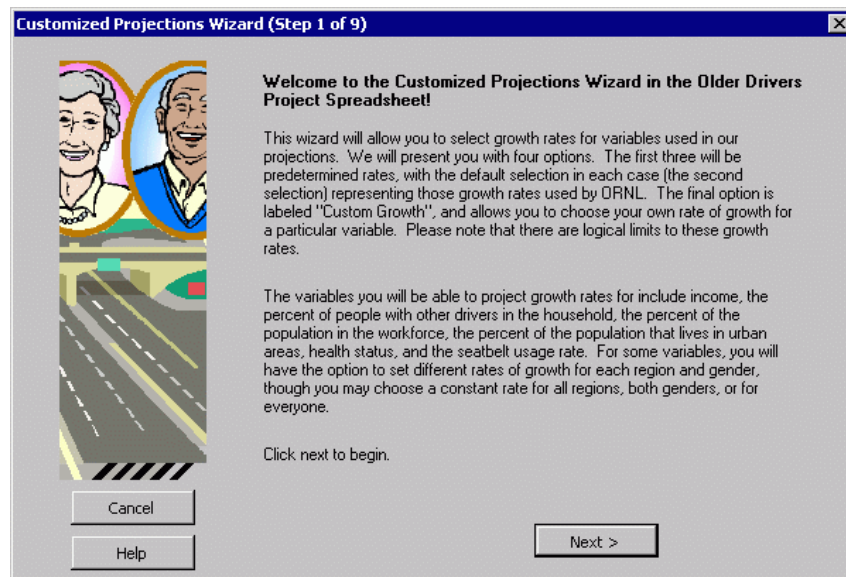 Customized Projections Wizard (Step 1 of 9)
Welcome to the Customized Projections Wizard in the Older Drivers
Project Spreadsheet!
This wizard will allow you to select growth rates for variables used in our
projections.  We will present you with four options.  The first three will be
predetermined rates, with the default selection in each case (the second
selection) representing those growth rates used by ORNL.  The final option is
labeled "Custom Growth", and allows you to choose your own rate of growth for
a particular variable.  Please note that there are logical limits to these growth
rates.
The variables you will be able to project growth rates for include income, the
percent of people with other drivers in the household, the percent of the
population in the workforce, the percent of the population that lives in urban
areas, health status, and the seatbelt usage rate.  For some variables, you will
have the option to set different rates of growth for each region and gender,
though you may choose a constant rate for all regions, both genders, or for
everyone.
Click next to begin.
Cancel
Next >
Help